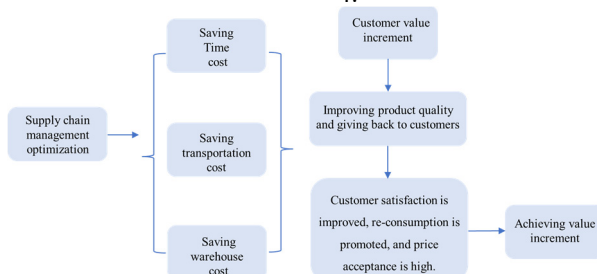 Supply chain
management
optimization
Saving
Time
cost
Saving
transportation
cost
Saving
warehouse
cost
Customer value
increment
Improving product quality
and giving back to customers
Customer satisfaction is
improved, re-consumption is
promoted, and price
acceptance is high.
Achieving value
increment